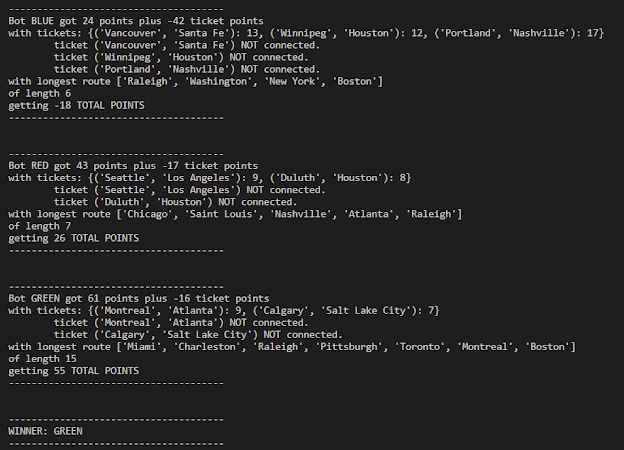 --------------------------------------
Bot BLUE got 24 points plus -42 ticket points
with tickets: {('Vancouver', 'Santa Fe'): 13, ('Winnipeg', 'Houston'): 12, ('Portland', 'Nashville'): 17}
ticket ('Vancouver', 'Santa Fe') NOT connected.
ticket ('Winnipeg', 'Houston') NOT connected.
ticket ('Portland', 'Nashville') NOT connected.
with longest route ['Raleigh', 'Washington', 'New York', 'Boston']
of length 6
getting -18 TOTAL POINTS
--------------------------------------
--------------------------------------
Bot RED got 43 points plus -17 ticket points
with tickets: {('Seattle', 'Los Angeles'): 9, ('Duluth', 'Houston'): 8}
ticket ('Seattle', 'Los Angeles') NOT connected.
ticket ('Duluth', 'Houston') NOT connected.
with longest route ['Chicago', 'Saint Louis', 'Nashville', 'Atlanta', 'Raleigh']
of length 7
getting 26 TOTAL POINTS
--------------------------------------
--------------------------------------
Bot GREEN got 61 points plus -16 ticket points
with tickets: {('Montreal', 'Atlanta'): 9, ('Calgary', 'Salt Lake City'): 7}
ticket ('Montreal', 'Atlanta') NOT connected.
ticket ('Calgary', 'Salt Lake City') NOT connected.
with longest route ['Miami', 'Charleston', 'Raleigh', 'Pittsburgh', 'Toronto', 'Montreal', 'Boston']
of length 15
getting 55 TOTAL POINTS
--------------------------------------
--------------------------------------
WINNER: GREEN
--------------------------------------